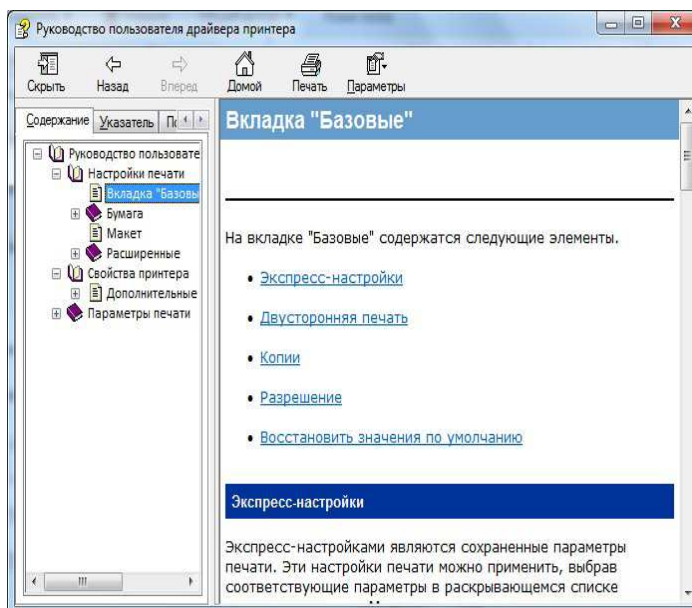 Руководство пользователя драйвера принтера
Скрыть Назад Вперед Домой Печать Параметры
Содержание Указатель По
Вкладка "Базовые"
Руководство пользовате
Настройки печати
Вкладка "Базовы
Бумага
Макет
Расширенные
Свойства принтера
Дополнительные
Параметры печати
На вкладке "Базовые" содержатся следующие элементы.
• Экспресс-настройки
• Двусторонняя печать
• Копии
• Разрешение
• Восстановить значения по умолчанию
Экспресс-настройки
Экспресс-настройками являются сохраненные параметры
печати. Эти настройки печати можно применить, выбрав
соответствующие параметры в раскрывающемся списке